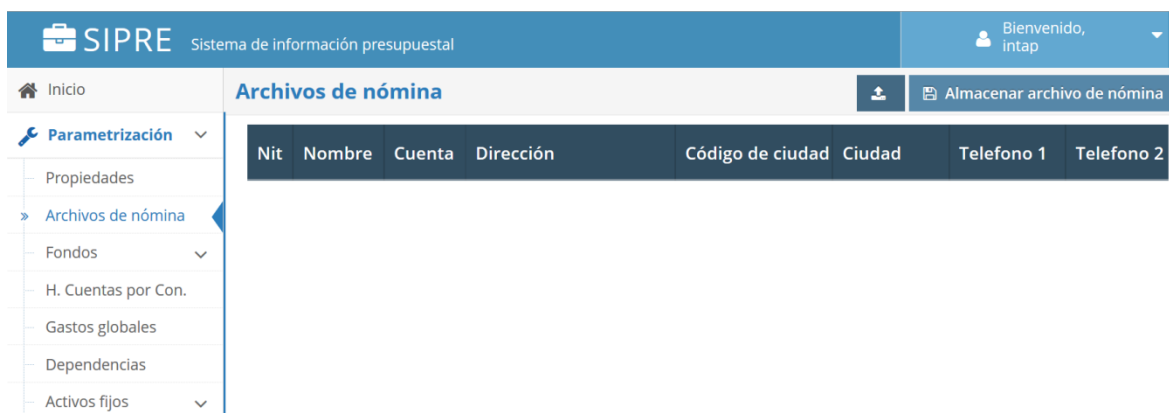 SIPRE Sistema de información presupuestal
Bienvenido,
intap
Inicio
Parametrización
Propiedades
Archivos de nómina
Fondos
H. Cuentas por Con.
Gastos globales
Dependencias
Activos fijos
Archivos de nómina
Almacenar archivo de nómina
Nit Nombre Cuenta Dirección Código de ciudad Ciudad Telefono 1 Telefono 2